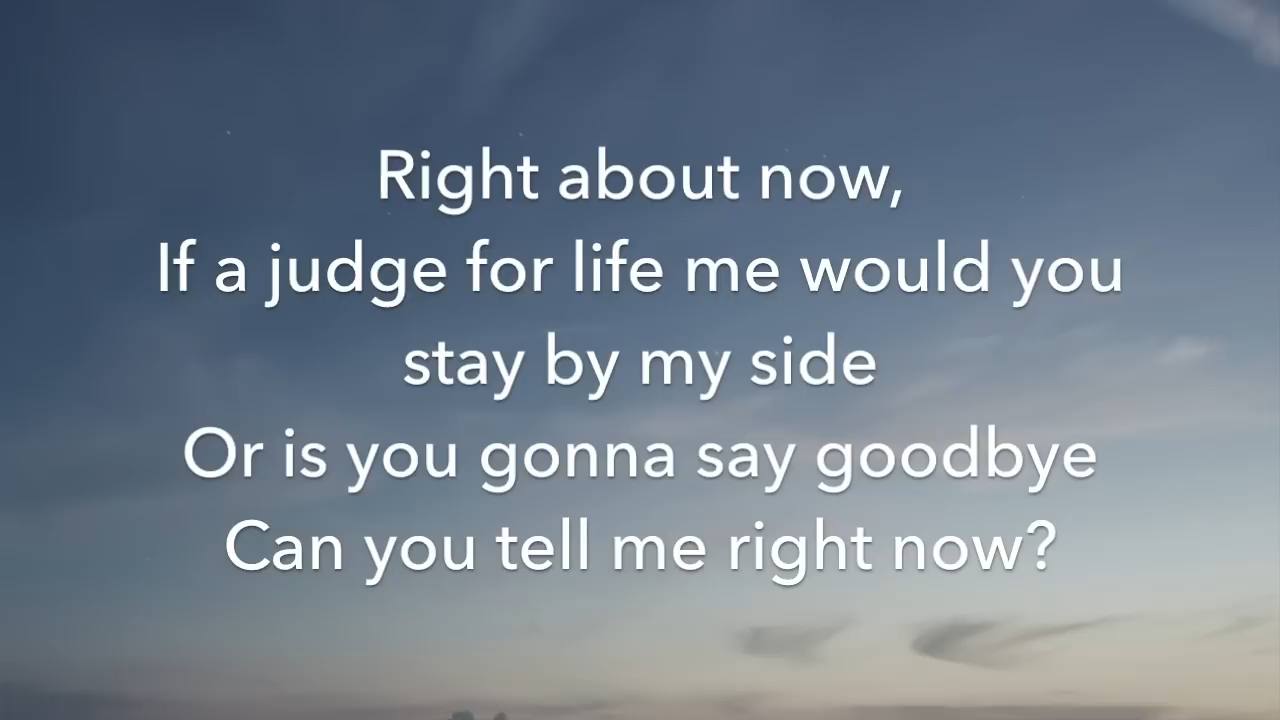 Right about now,
If a judge for life me would you
stay by my side
Or is you gonna say goodbye
Can you tell me right now?